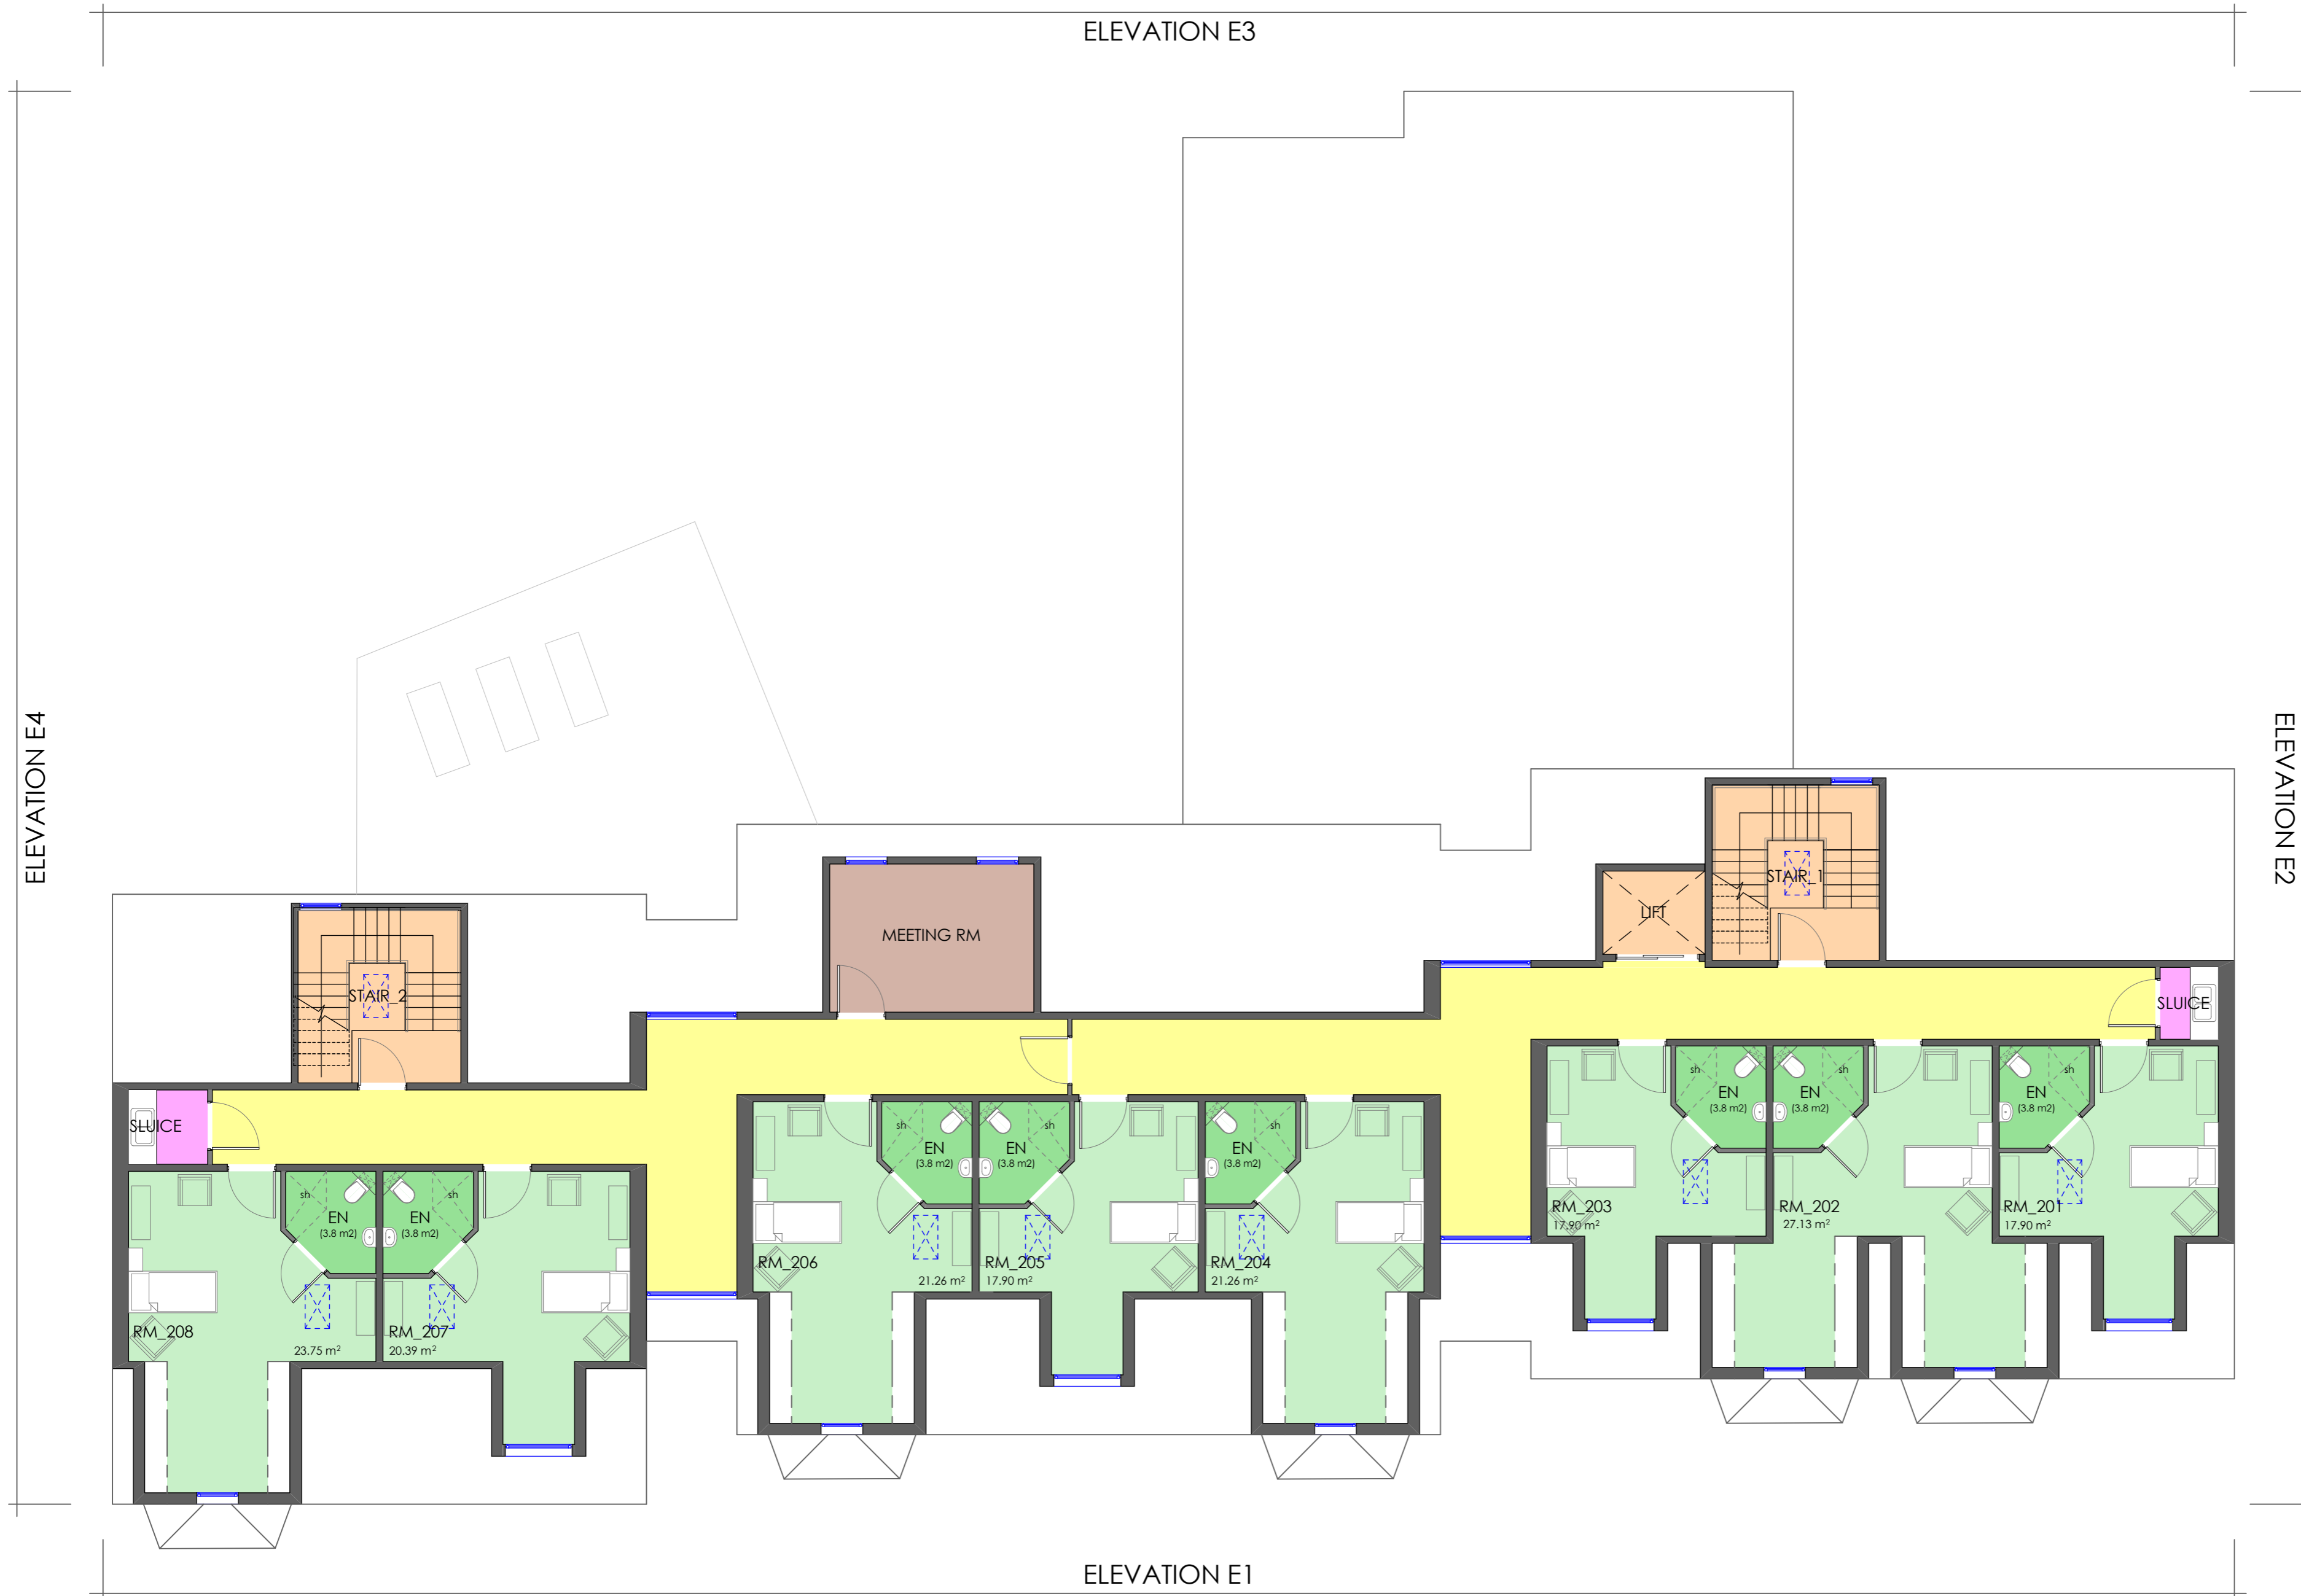 ELEVATION E3
ELEVATION E4
ELEVATION E2
STAIR_1
LIFT
MEETING RM
STAIR_2
SLUICE
SLUICE
sh
EN
(3.8 m2)
sh
EN
(3.8 m2)
sh
EN
(3.8 m2)
RM_203
17.90 m²
RM_202
27.13 m²
RM_201
17.90 m²
sh
EN
(3.8 m2)
sh
EN
(3.8 m2)
sh
EN
(3.8 m2)
RM_206
21.26 m²
RM_205
17.90 m²
RM_204
21.26 m²
sh
EN
(3.8 m2)
sh
EN
(3.8 m2)
RM_208
23.75 m²
RM_207
20.39 m²
ELEVATION E1